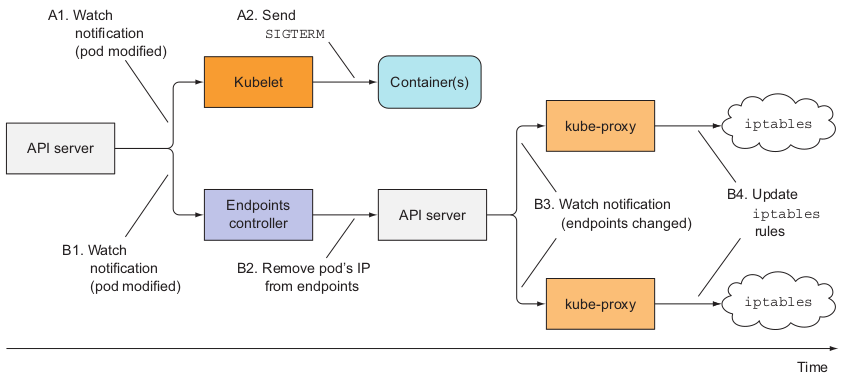 A1. Watch
notification
(pod modified)
A2. Send
SIGTERM
Kubelet
Container(s)
API server
kube-proxy
iptables
Endpoints
controller
API server
B3. Watch notification
(endpoints changed)
B4. Update
iptables
rules
B1. Watch
notification
(pod modified)
B2. Remove pod’s IP
from endpoints
kube-proxy
iptables
Time